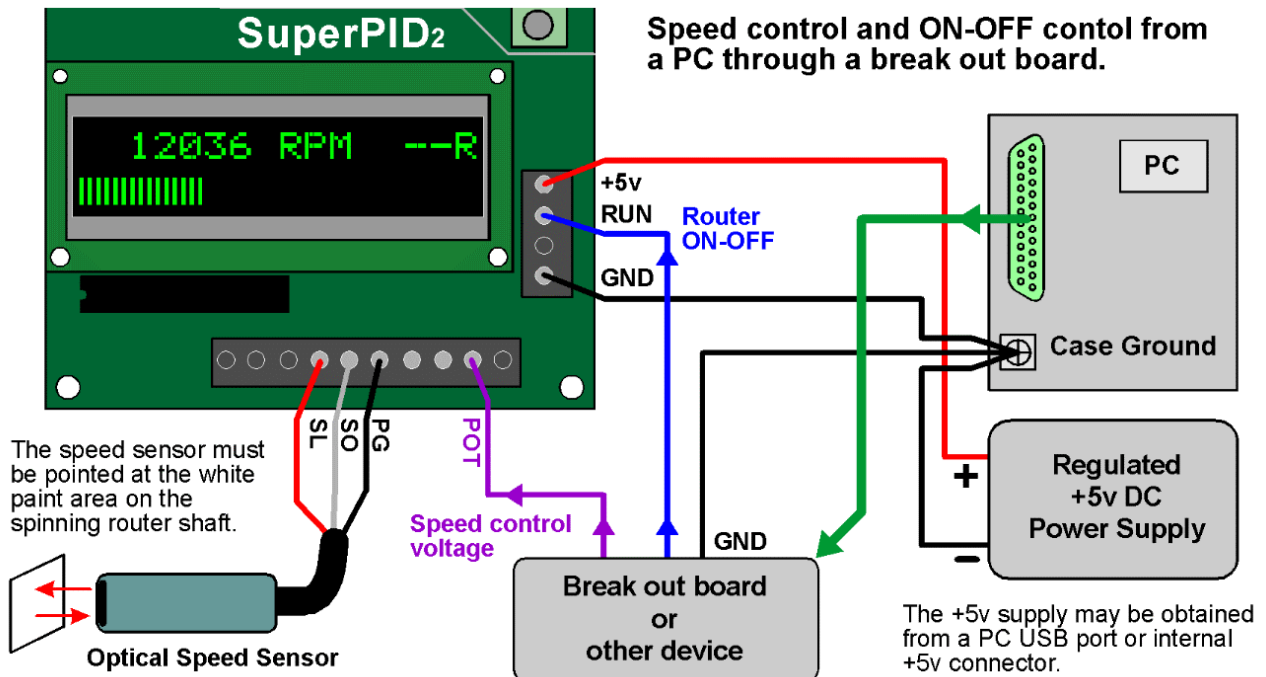 SuperPID2
Speed control and ON-OFF contol from
a PC through a break out board.
12036 RPM --R
+5v
RUN
GND
Router
ON-OFF
PC
Case Ground
SL
SO
PG
POT
The speed sensor must
be pointed at the white
paint area on the
spinning router shaft.
Speed control
voltage
GND
+
−
Regulated
+5v DC
Power Supply
Break out board
or
other device
Optical Speed Sensor
The +5v supply may be obtained
from a PC USB port or internal
+5v connector.